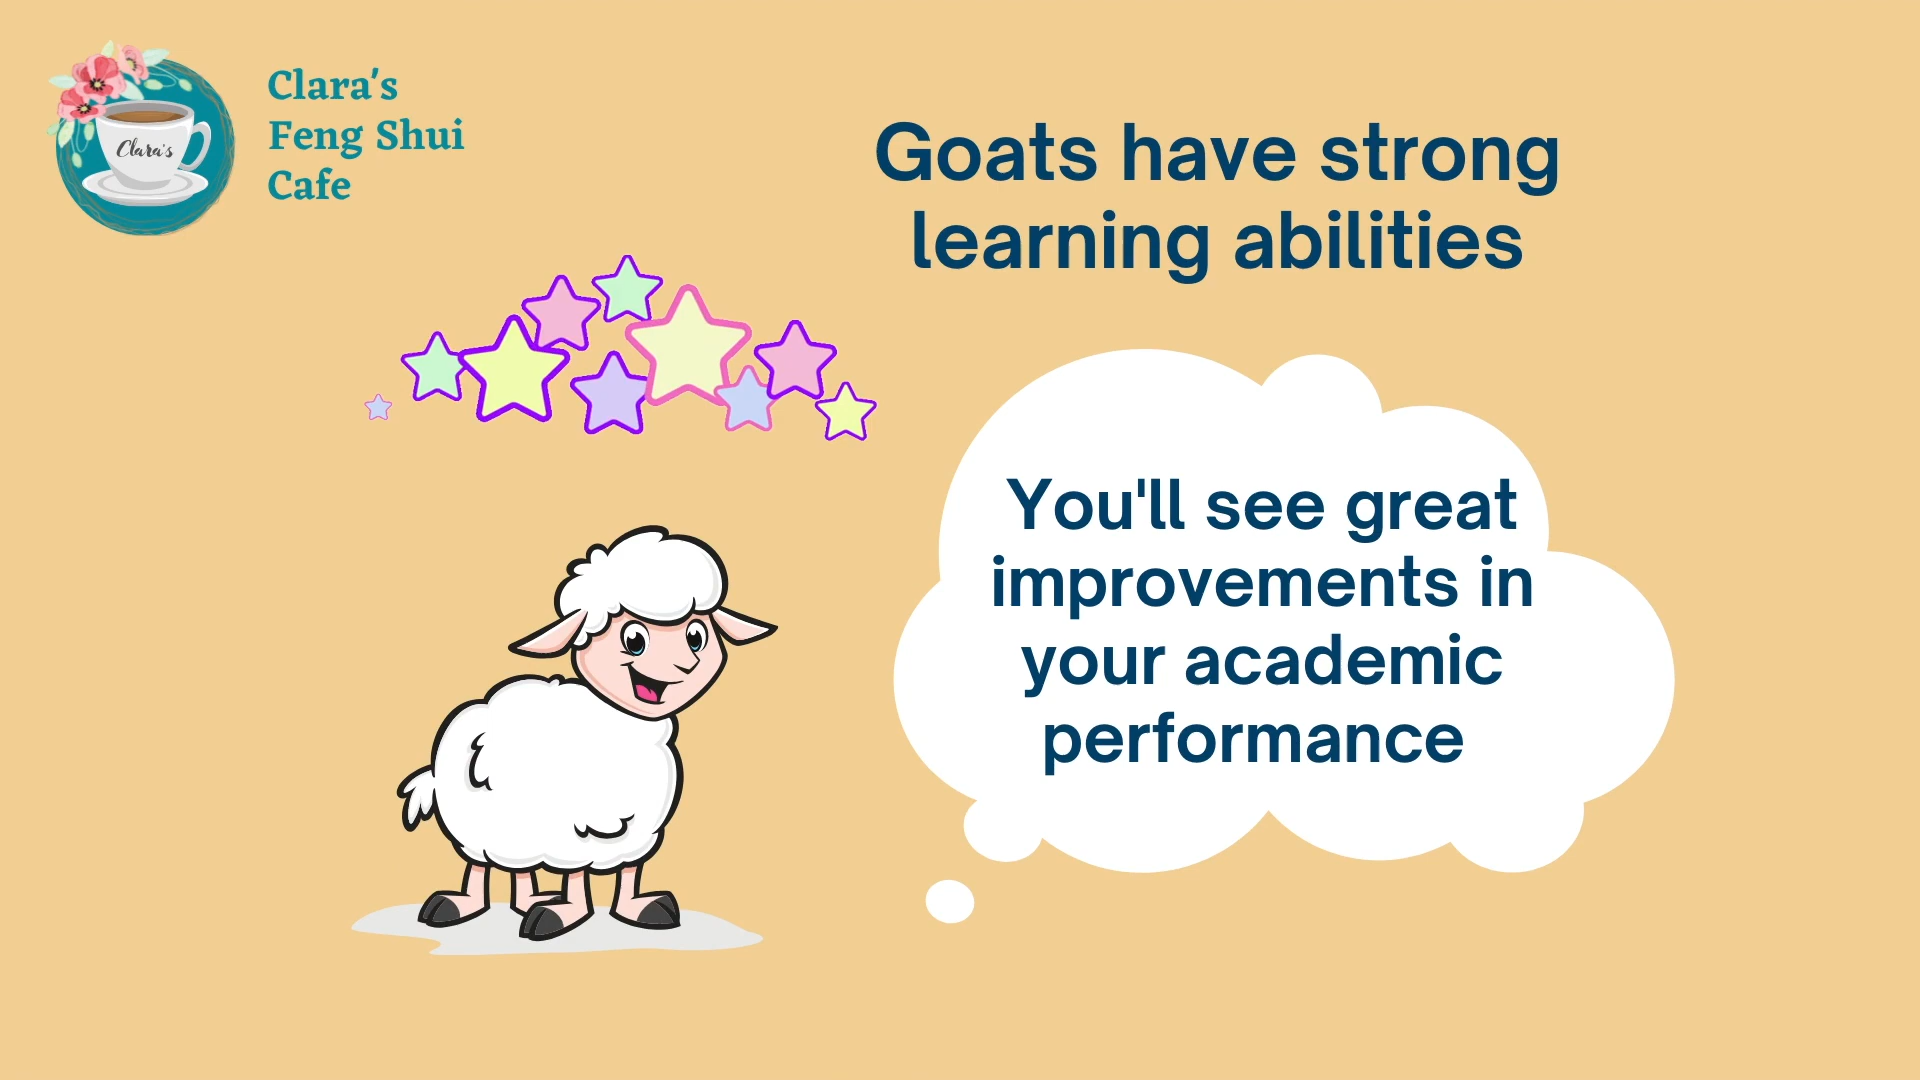 Clara's
Clara's
Feng Shui
Cafe
Goats have strong
learning abilities
You'll see great
improvements in
your academic
performance